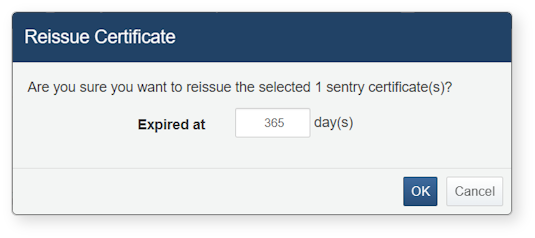 Reissue Certificate
Are you sure you want to reissue the selected 1 sentry certificate(s)?
Expired at 365 day(s)
OK Cancel